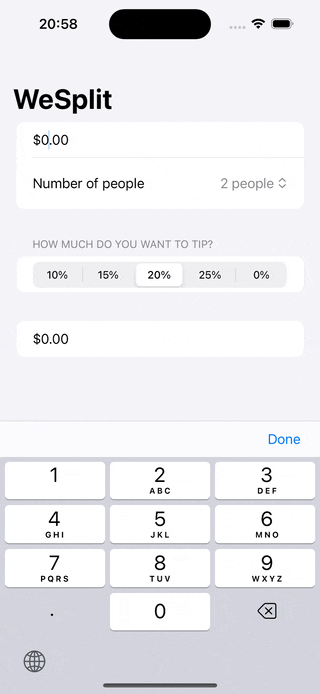 20:58
WeSplit
$0.00
Number of people 2 people
HOW MUCH DO YOU WANT TO TIP?
10% 15% 20% 25% 0%
$0.00
Done
1 2 3
ABC DEF
4 5 6
GHI JKL MNO
7 8 9
PQRS TUV WXYZ
. 0